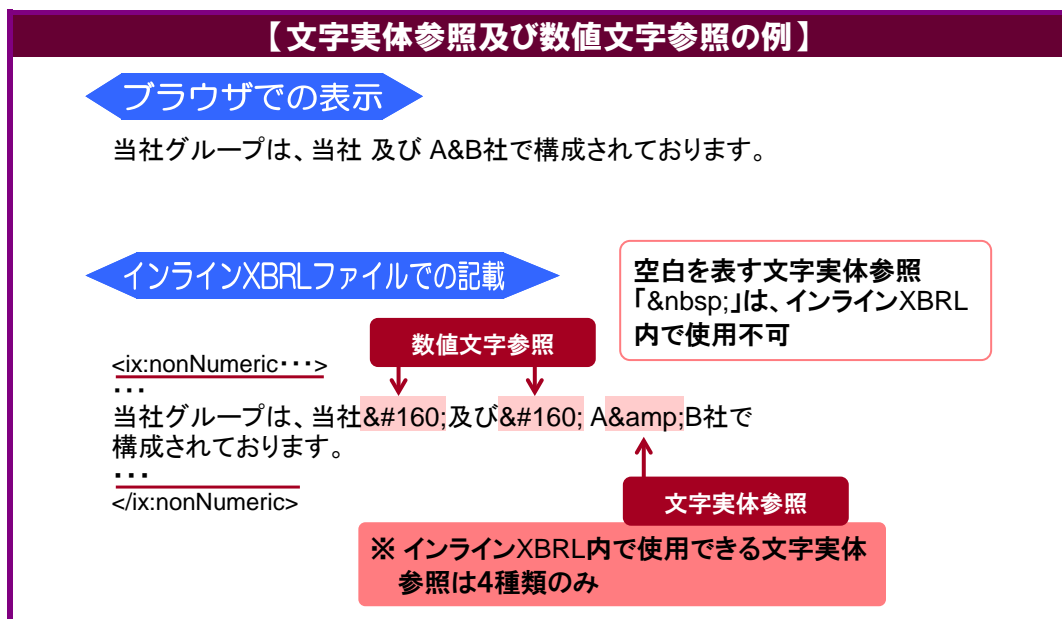 【文字実体参照及び数値文字参照の例】
ブラウザでの表示
当社グループは、当社 及び A&B社で構成されております。
インラインXBRLファイルでの記載
空白を表す文字実体参照
「&nbsp;」は、インラインXBRL
内で使用不可
数値文字参照
<ix:nonNumeric・・・>
・・・
当社グループは、当社&#160;及び&#160; A&amp;B社で
構成されております。
・・・
</ix:nonNumeric>
文字実体参照
※ インラインXBRL内で使用できる文字実体
参照は4種類のみ